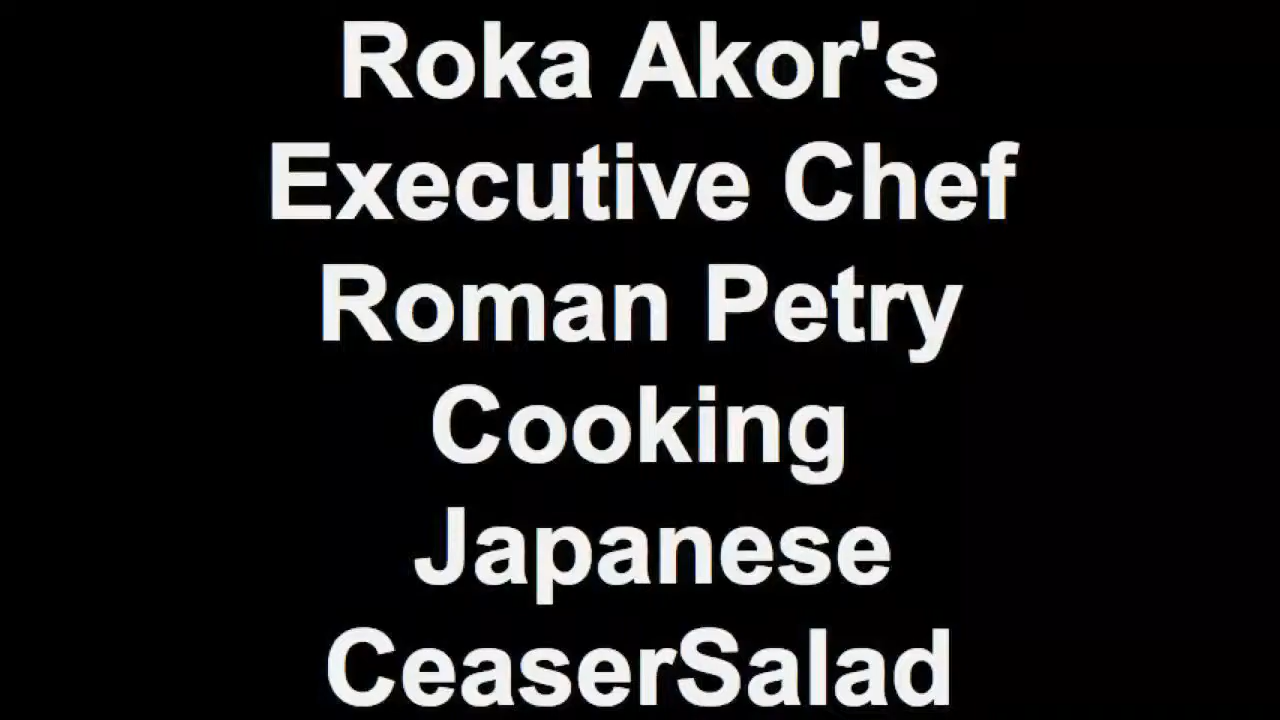 Roka Akor's
Executive Chef
Roman Petry
Cooking
Japanese
CeaserSalad